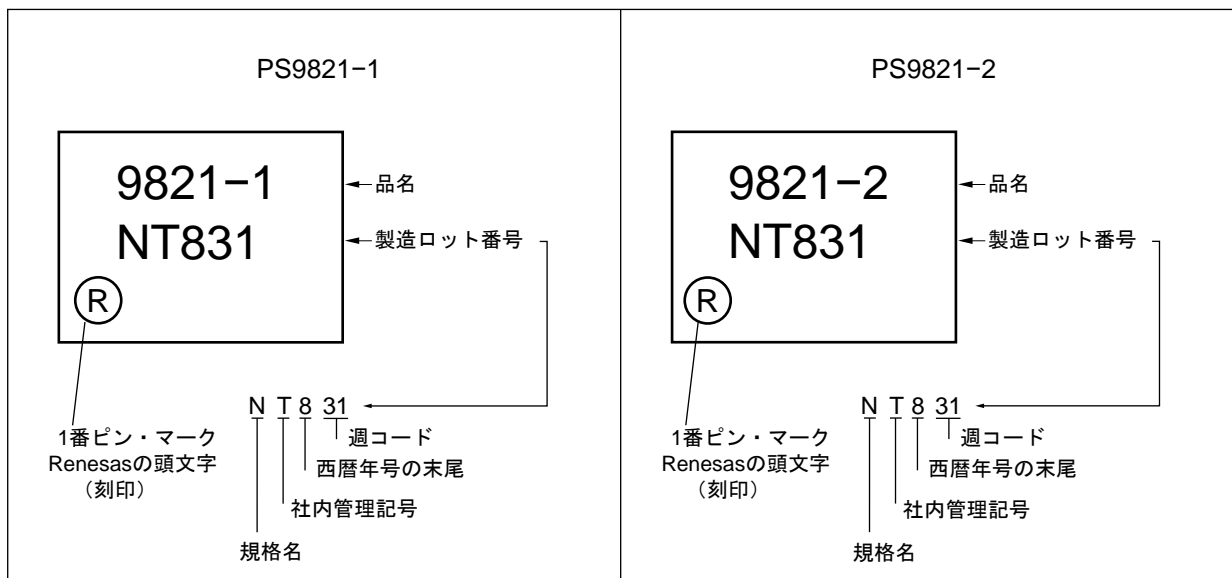 PS9821−1
9821−1
品名
NT831
製造ロット番号
R
N T 8 31
1番ピン・マーク
Renesasの頭文字
（刻印）
週コード
西暦年号の末尾
社内管理記号
規格名
PS9821−2
9821−2
品名
NT831
製造ロット番号
R
N T 8 31
1番ピン・マーク
Renesasの頭文字
（刻印）
週コード
西暦年号の末尾
社内管理記号
規格名